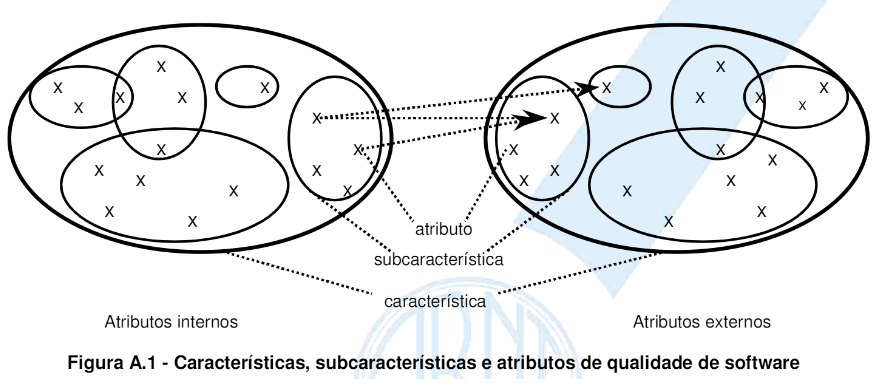 atributo
subcaracterística
característica
Atributos internos
Atributos externos
Figura A.1 - Características, subcaracterísticas e atributos de qualidade de software